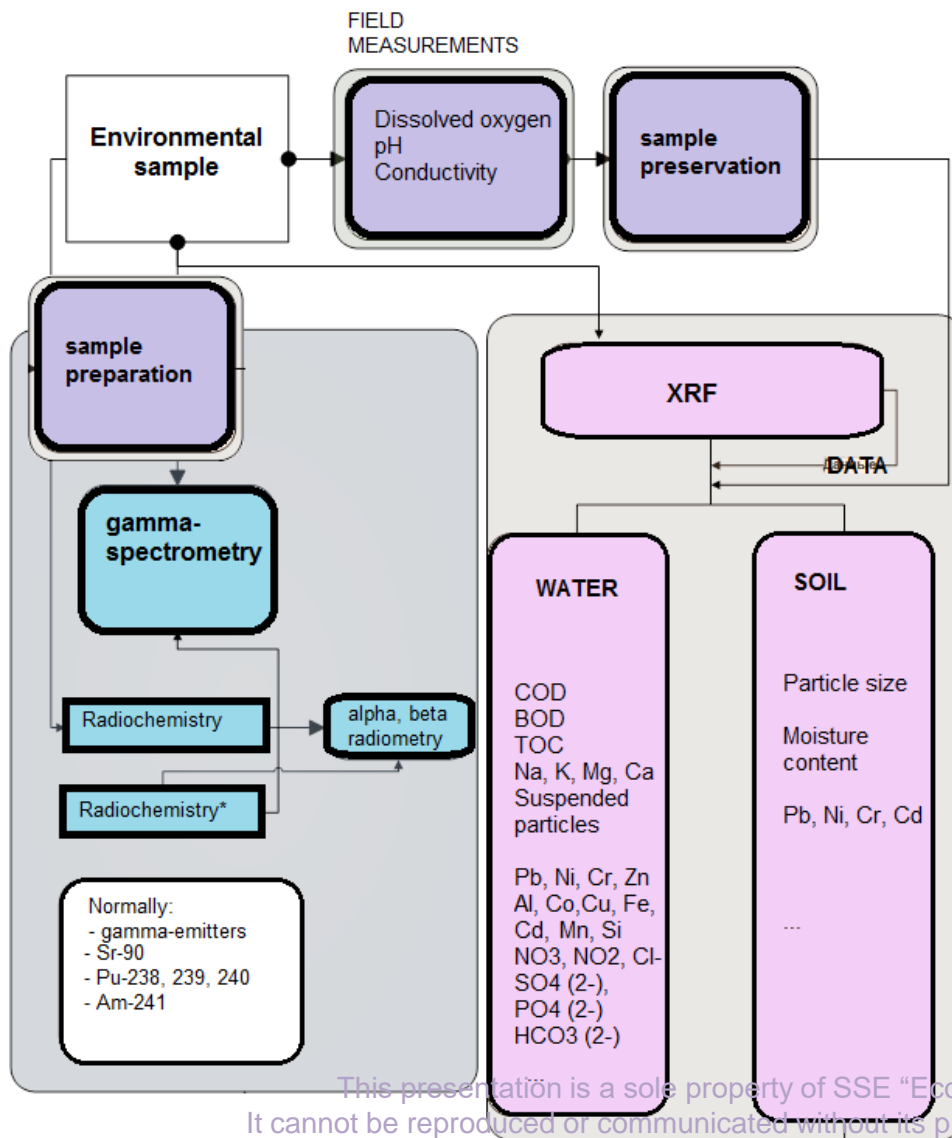 FIELD
MEASUREMENTS
Environmental
sample
Dissolved oxygen
pH
Conductivity
sample
preservation
sample
preparation
XRF
DATA
gamma-
spectrometry
Radiochemistry
alpha, beta
radiometry
Radiochemistry*
Normally:
- gamma-emitters
- Sr-90
- Pu-238, 239, 240
- Am-241
WATER
COD
BOD
TOC
Na, K, Mg, Ca
Suspended
particles
Pb, Ni, Cr, Zn
Al, Co,Cu, Fe,
Cd, Mn, Si
NO3, NO2, Cl-
SO4 (2-),
PO4 (2-)
HCO3 (2-)
...
SOIL
Particle size
Moisture
content
Pb, Ni, Cr, Cd
...
This presentation is a sole property of SSE “Eco
It cannot be reproduced or communicated without its p